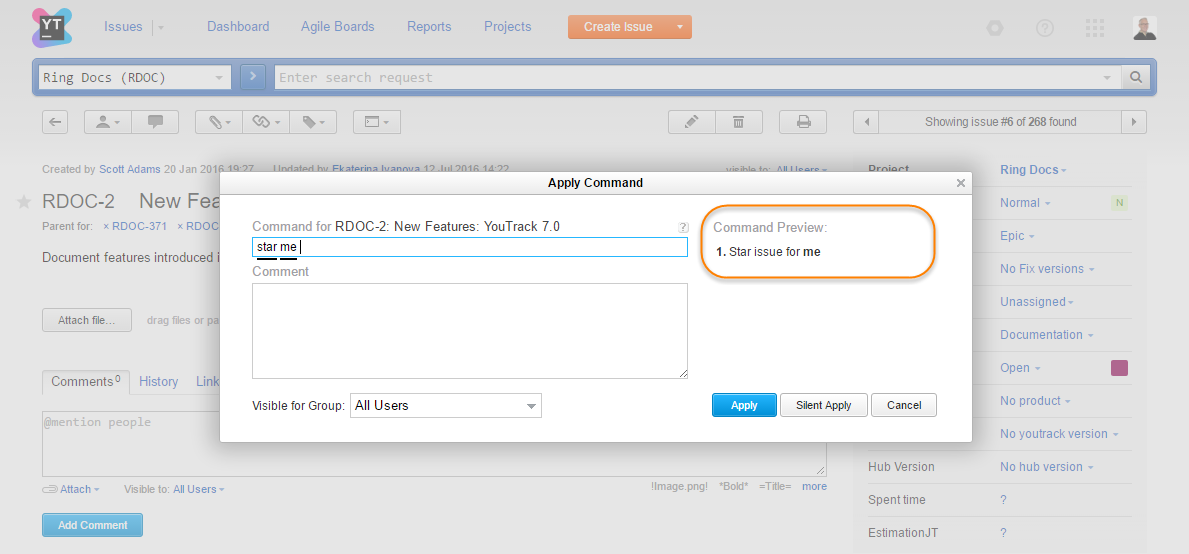 YT
Issues Dashboard Agile Boards Reports Projects Create Issue
Ring Docs (RDOC) Enter search request
Showing issue #6 of 268 found
Created by Scott Adams 20 Jan 2016 19:27 Updated by Ekaterina Ivanova 12 Jul 2016 14:22 visible to: All Users
Project Ring Docs
RDOC-2 New Fea
Normal N
Parent for: × RDOC-371 × RDOC
Epic
Document features introduced i
No Fix versions
Unassigned
Attach file... drag files or pa
Documentation
Open
Comments 0 History Link
No product
@mention people
No youtrack version
Hub Version No hub version
Attach Visible to: All Users !Image.png! *Bold* =Title= more
Spent time ?
Add Comment
EstimationJT ?
Apply Command
Command for RDOC-2: New Features: YouTrack 7.0 ?
star me
Comment
Command Preview:
1. Star issue for me
Visible for Group: All Users
Apply Silent Apply Cancel